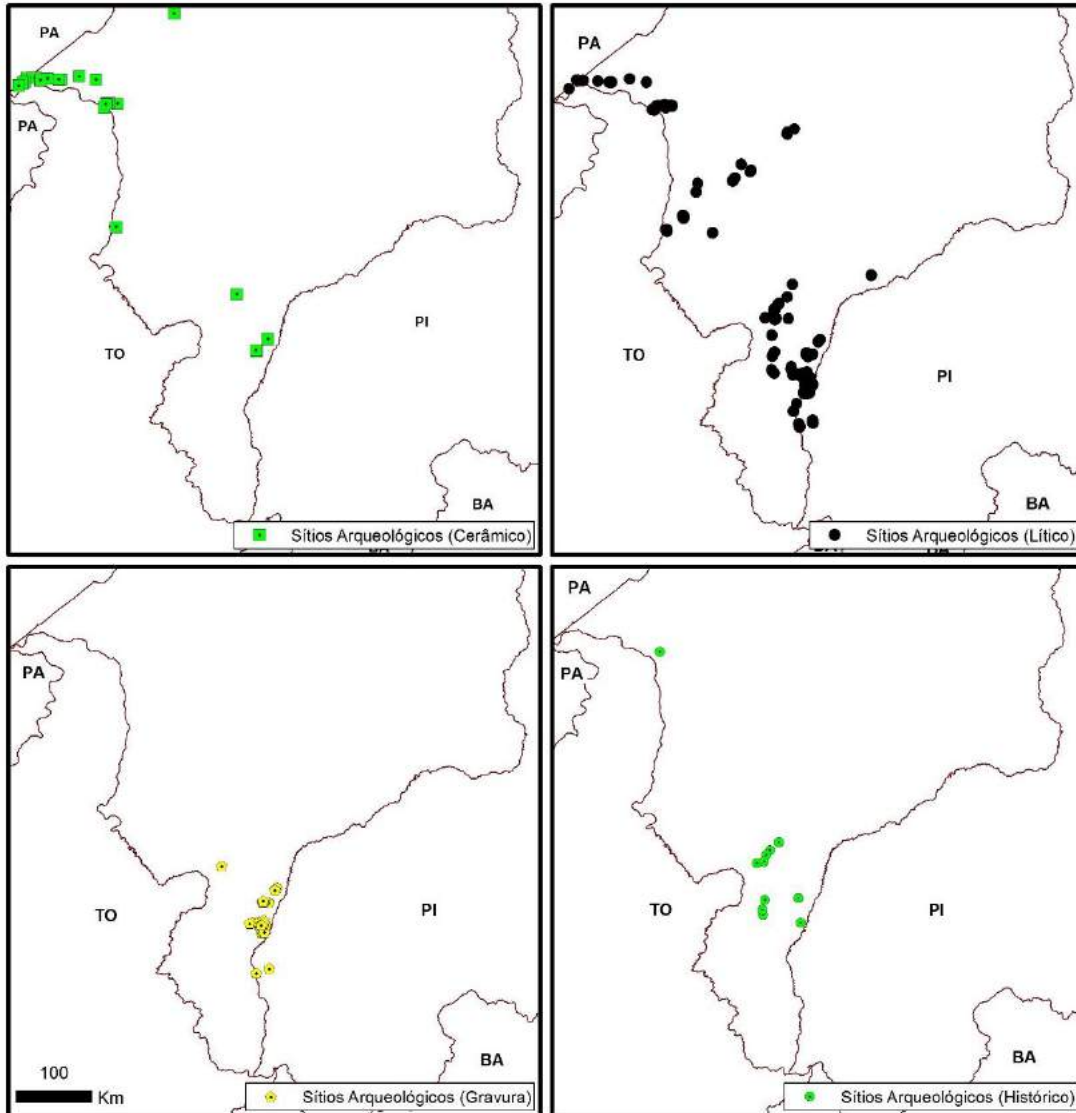 PA
PA
TO
PI
BA
Sítios Arqueológicos (Cerâmico)
PA
PA
TO
PI
BA
Sítios Arqueológicos (Lítico)
PA
TO
PI
BA
100
Km
Sítios Arqueológicos (Gravura)
PA
PA
TO
PI
BA
Sítios Arqueológicos (Histórico)